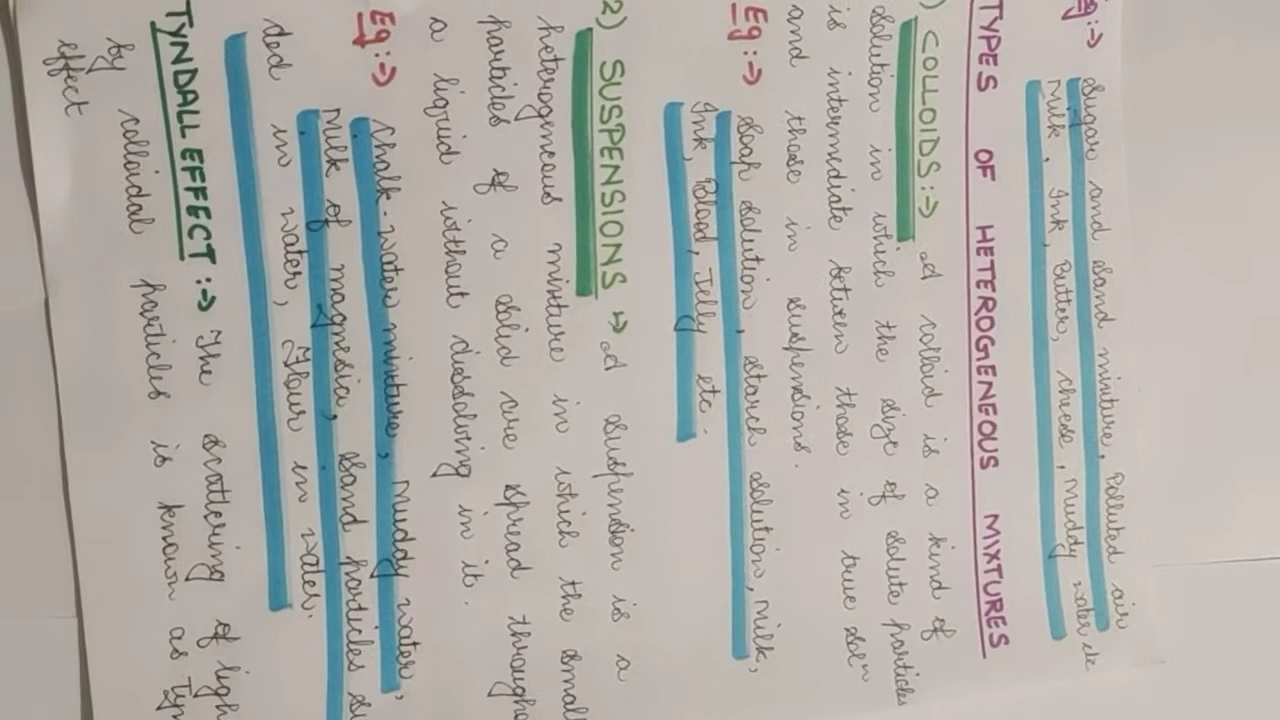 Eg :→ Sugar and sand mixture, Polluted air
Milk, Ink, Butter, cheese, Muddy water etc
TYPES OF HETEROGENEOUS MIXTURES
) COLLOIDS :→ A colloid is a kind of
solution in which the size of solute particles
is intermediate between those in true solⁿ
and those in suspensions.
Eg :→ Soap solution, starch solution, milk,
Ink, Blood, Jelly etc.
2) SUSPENSIONS :→ A suspension is a
heterogeneous mixture in which the small
particles of a solid are spread througho
a liquid without dissolving in it.
Eg :→ Chalk-water mixture, Muddy water,
Milk of magnesia, Sand particles su
ded in water, Flour in water.
TYNDALL EFFECT :→ The scattering of ligh
by colloidal particles is known as Tyn
effect